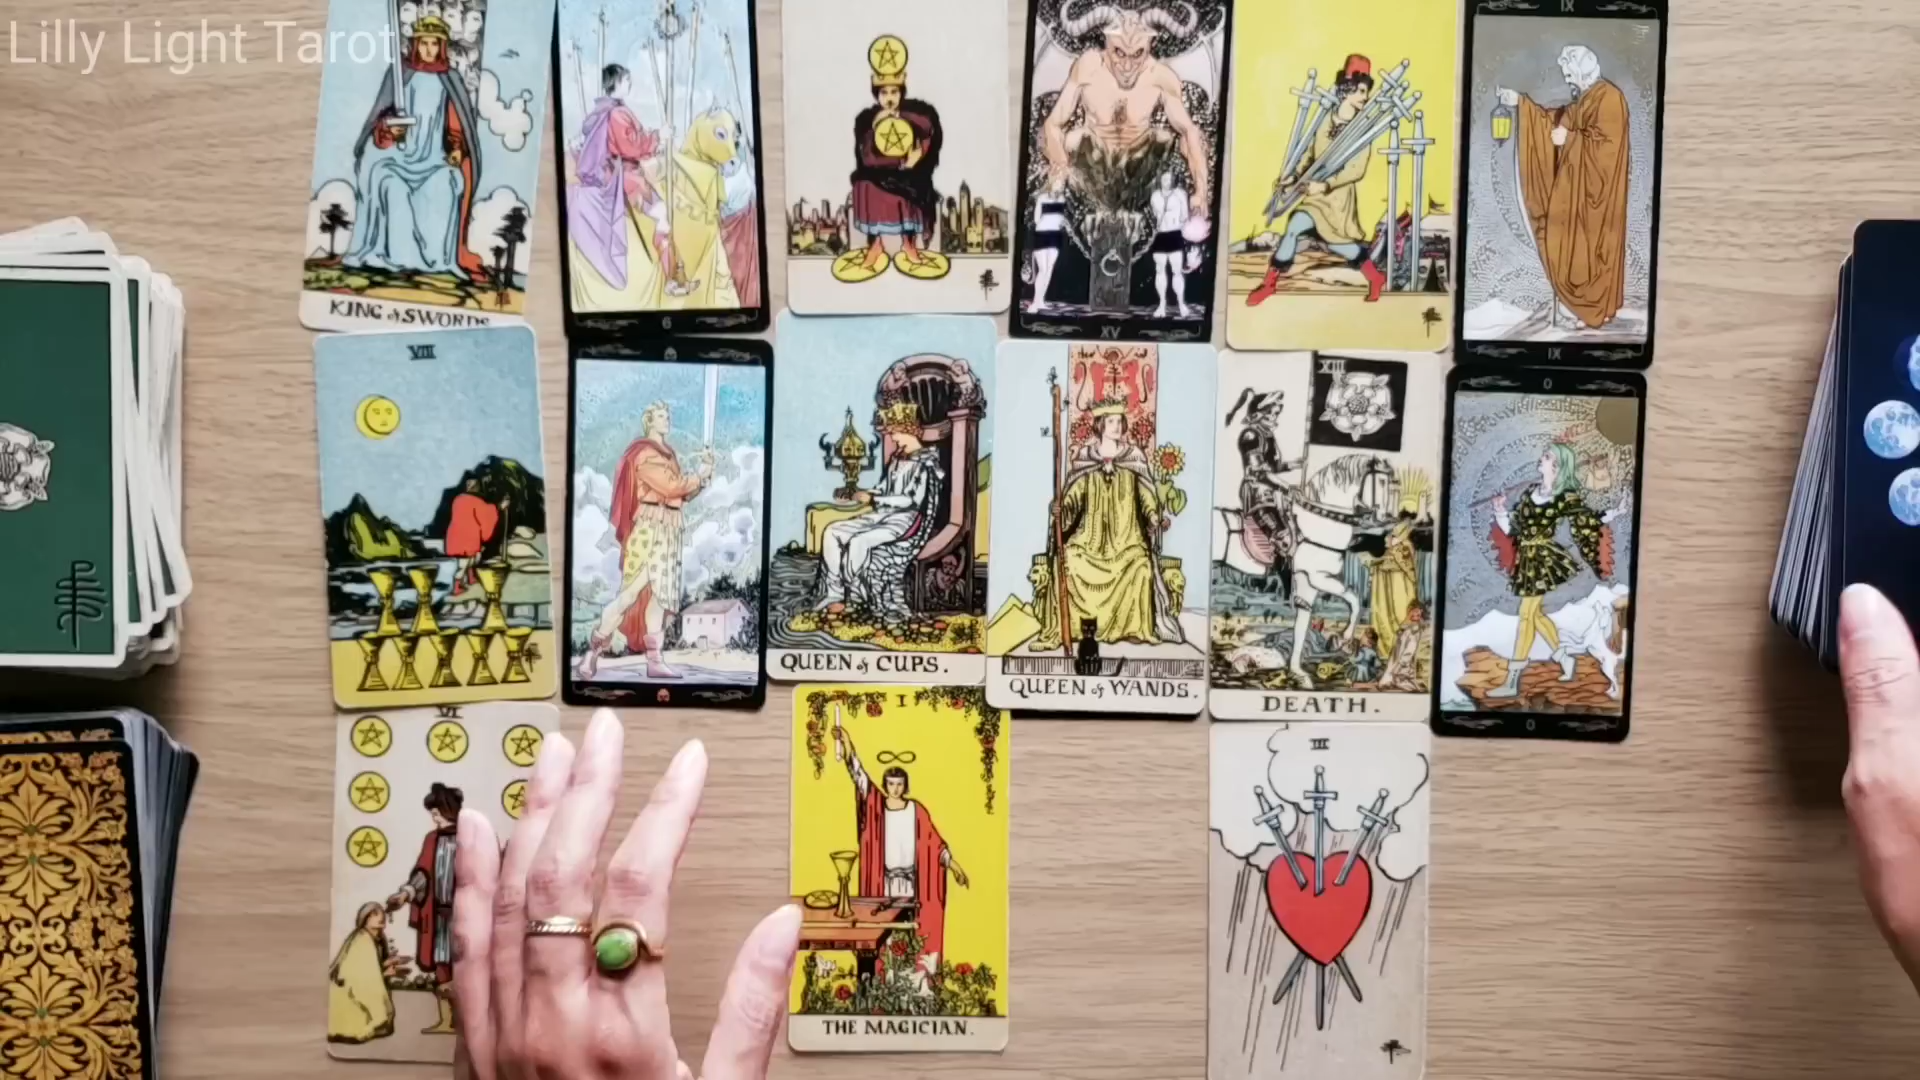 Lilly Light Tarot
IX
KING of SWORDS
6
XV
IX
VIII
0
XIII
QUEEN of CUPS.
QUEEN of WANDS.
DEATH.
0
VI
I
III
THE MAGICIAN.